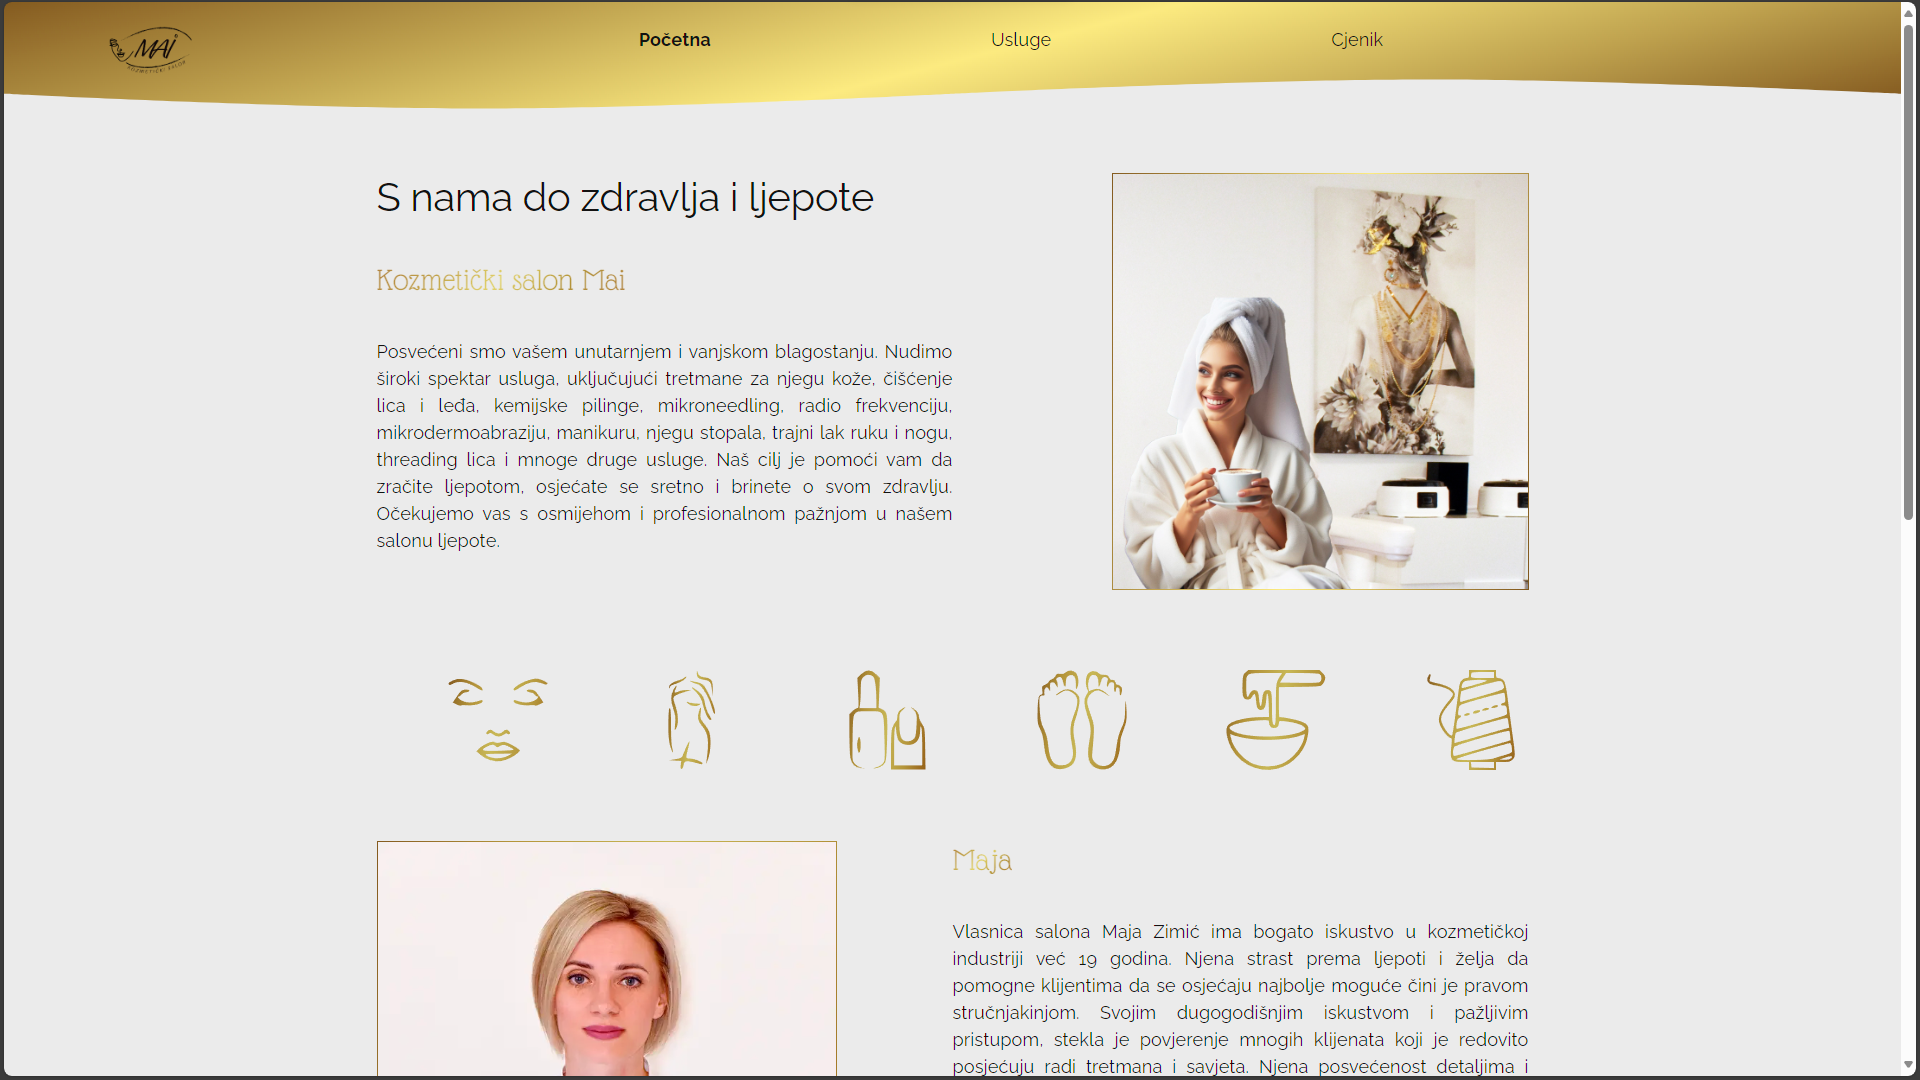 MAI
KOZMETIČKI SALON
Početna
Usluge
Cjenik
S nama do zdravlja i ljepote
Kozmetički salon Mai
Posvećeni smo vašem unutarnjem i vanjskom blagostanju. Nudimo
široki spektar usluga, uključujući tretmane za njegu kože, čišćenje
lica i leđa, kemijske pilinge, mikroneedling, radio frekvenciju,
mikrodermoabraziju, manikuru, njegu stopala, trajni lak ruku i nogu,
threading lica i mnoge druge usluge. Naš cilj je pomoći vam da
zračite ljepotom, osjećate se sretno i brinete o svom zdravlju.
Očekujemo vas s osmijehom i profesionalnom pažnjom u našem
salonu ljepote.
Maja
Vlasnica salona Maja Zimić ima bogato iskustvo u kozmetičkoj
industriji već 19 godina. Njena strast prema ljepoti i želja da
pomogne klijentima da se osjećaju najbolje moguće čini je pravom
stručnjakinjom. Svojim dugogodišnjim iskustvom i pažljivim
pristupom, stekla je povjerenje mnogih klijenata koji je redovito
posjećuju radi tretmana i savjeta. Njena posvećenost detaljima i